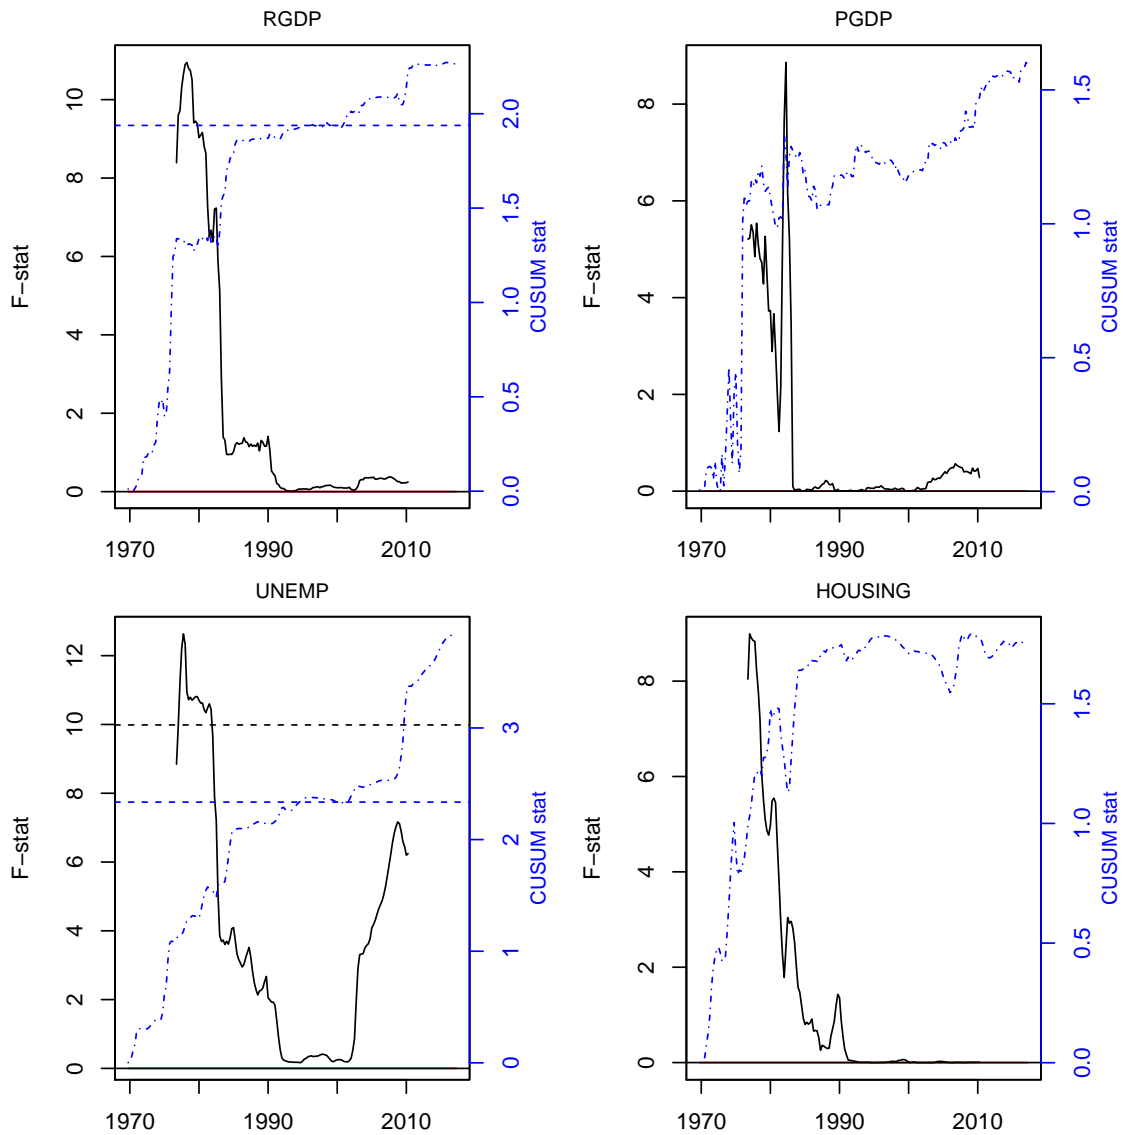 RGDP
F−stat
0 2 4 6 8 10
0.0 0.5 1.0 1.5 2.0
CUSUM stat
1970 1990 2010
PGDP
F−stat
0 2 4 6 8
0.0 0.5 1.0 1.5
CUSUM stat
1970 1990 2010
UNEMP
F−stat
0 2 4 6 8 10 12
0 1 2 3
CUSUM stat
1970 1990 2010
HOUSING
F−stat
0 2 4 6 8
0.0 0.5 1.0 1.5
CUSUM stat
1970 1990 2010